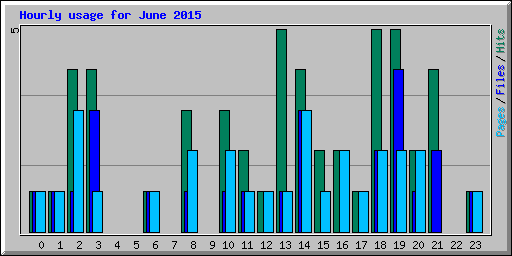 Hourly usage for June 2015
5
Pages / Files / Hits
0 1 2 3 4 5 6 7 8 9 10 11 12 13 14 15 16 17 18 19 20 21 22 23